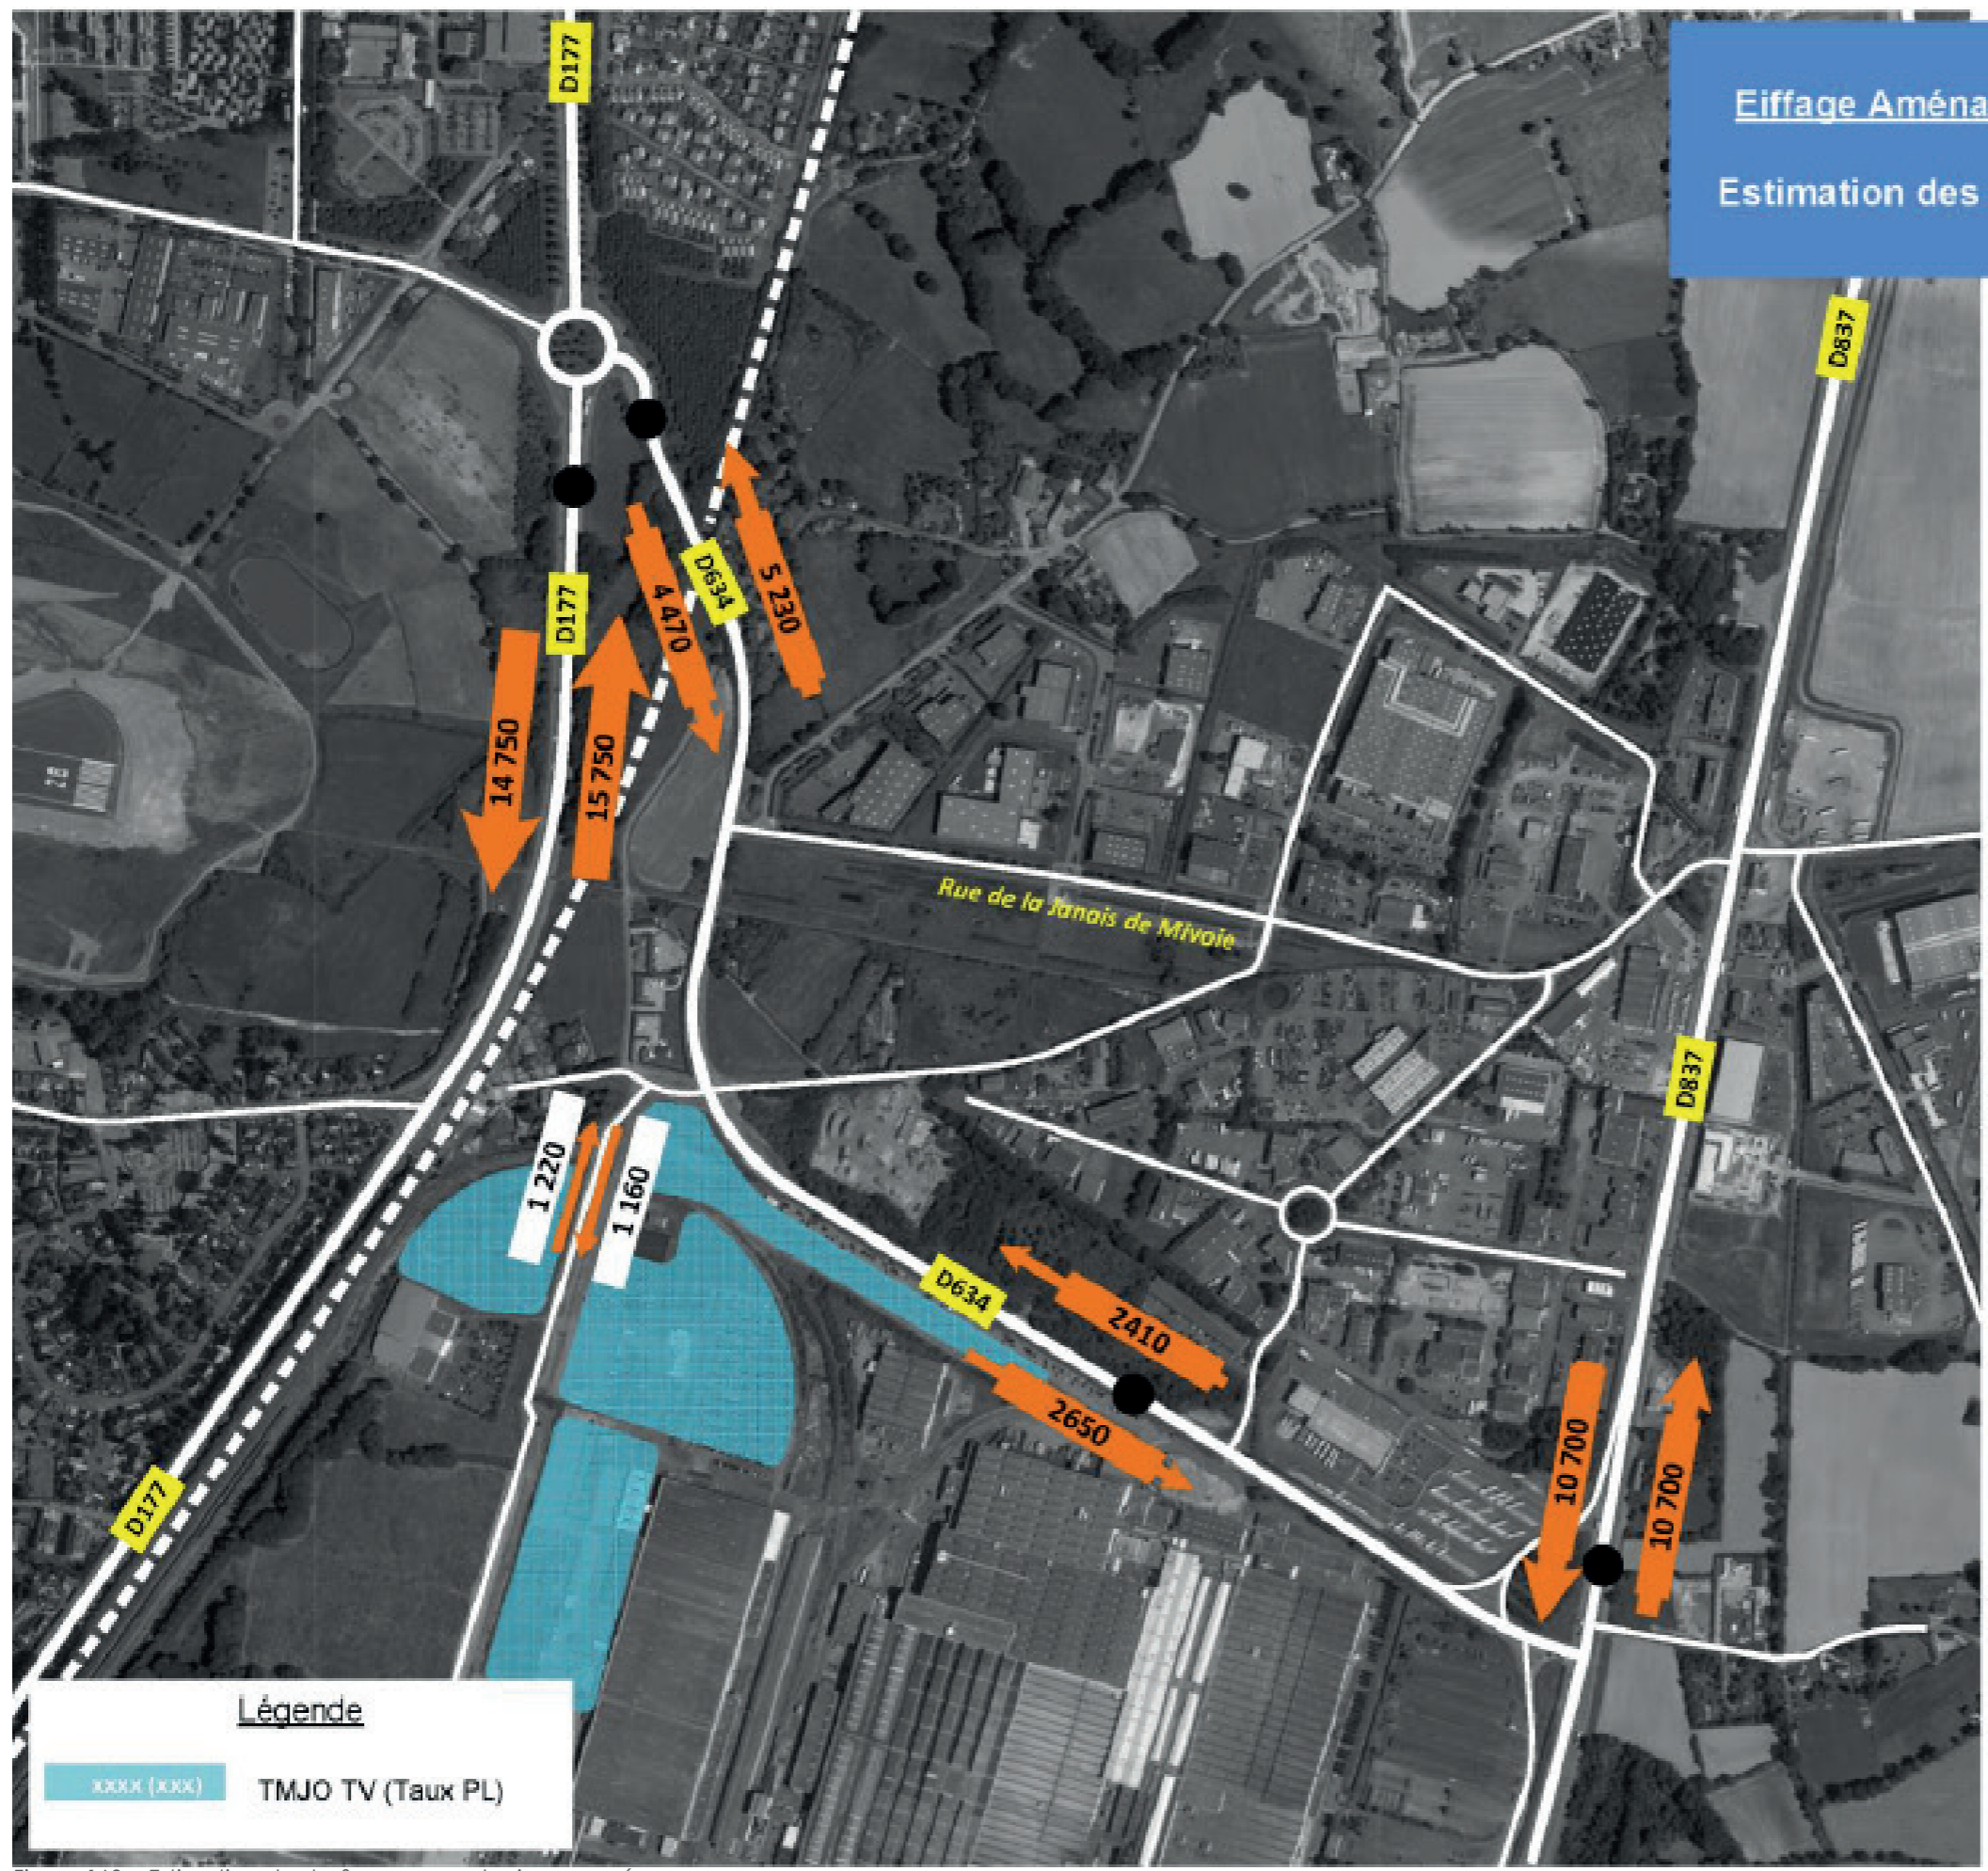 D177
Eiffage Aména
Estimation des
D837
D177
D634
4 470
5 230
14 750
15 750
Rue de la Janais de Mivoie
D837
1 220
1 160
D634
2410
2650
10 700
10 700
D177
Légende
xxxx (xxx)
TMJO TV (Taux PL)